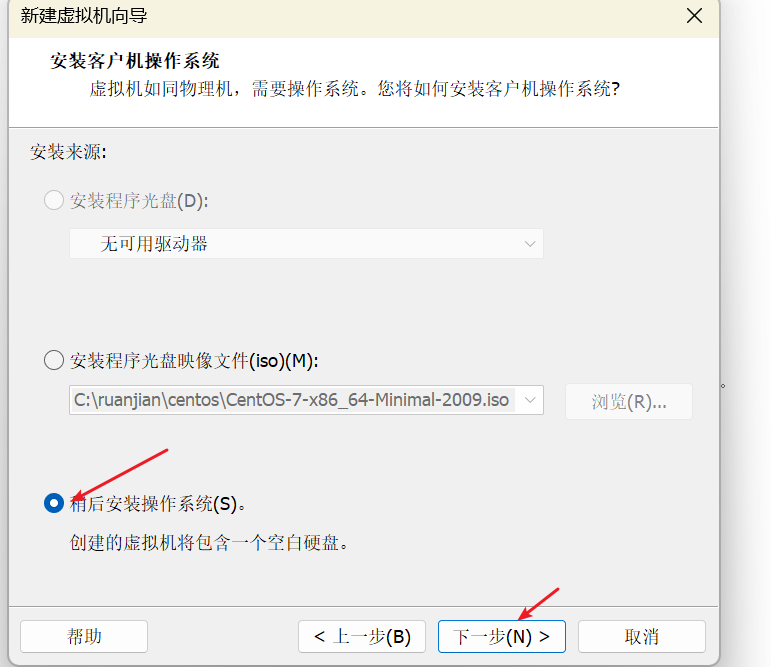 新建虚拟机向导
安装客户机操作系统
虚拟机如同物理机，需要操作系统。您将如何安装客户机操作系统?
安装来源:
安装程序光盘(D):
无可用驱动器
安装程序光盘映像文件(iso)(M):
C:\ruanjian\centos\CentOS-7-x86_64-Minimal-2009.iso
浏览(R)...
。
稍后安装操作系统(S)。
创建的虚拟机将包含一个空白硬盘。
帮助
< 上一步(B)
下一步(N) >
取消